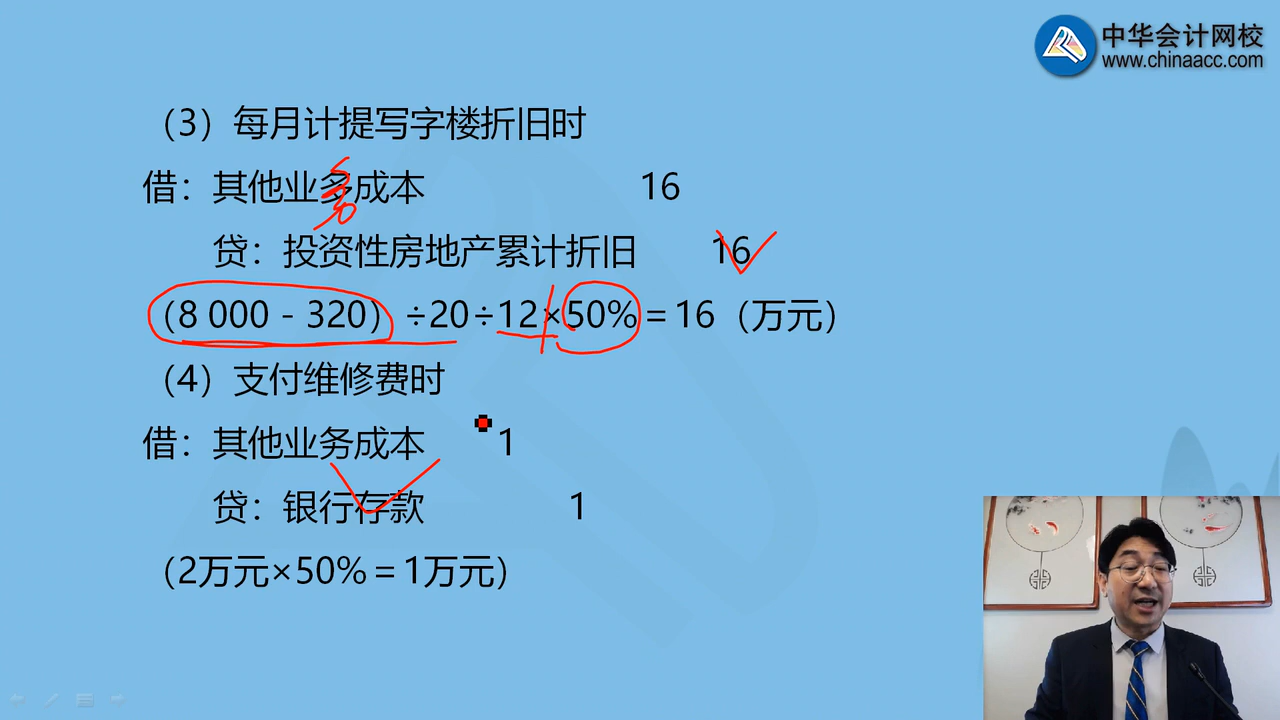 中华会计网校
www.chinaacc.com
（3）每月计提写字楼折旧时
借：其他业多成本 16
贷：投资性房地产累计折旧 16
（8 000－320）÷20÷12×50%＝16（万元）
（4）支付维修费时
借：其他业务成本 1
贷：银行存款 1
（2万元×50%＝1万元）